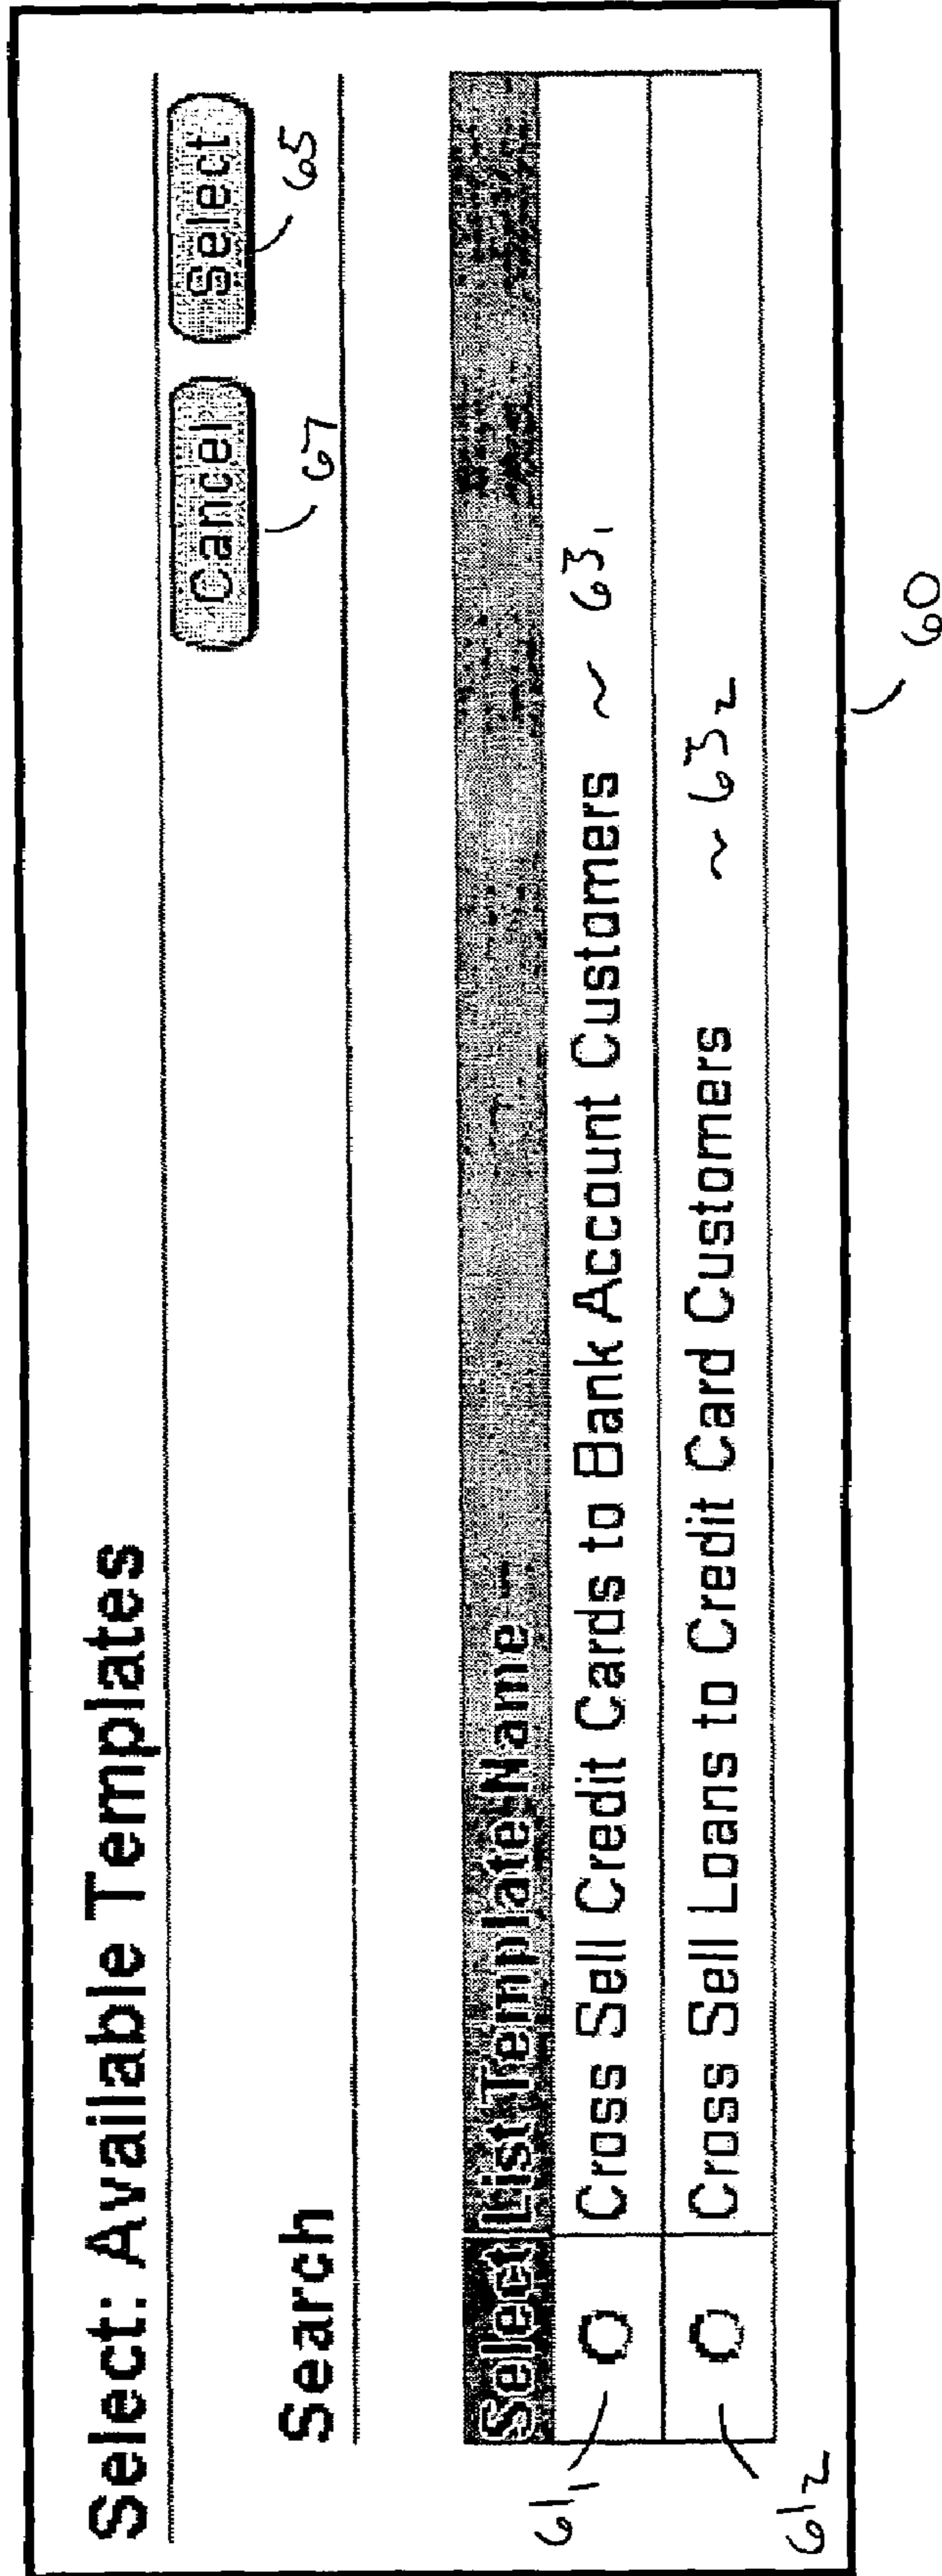 Select: Available Templates
Cancel Select
67 65
Search
Select List Template Name
61₁ Cross Sell Credit Cards to Bank Account Customers ~ 63₁
61₂ Cross Sell Loans to Credit Card Customers ~ 63₂
60